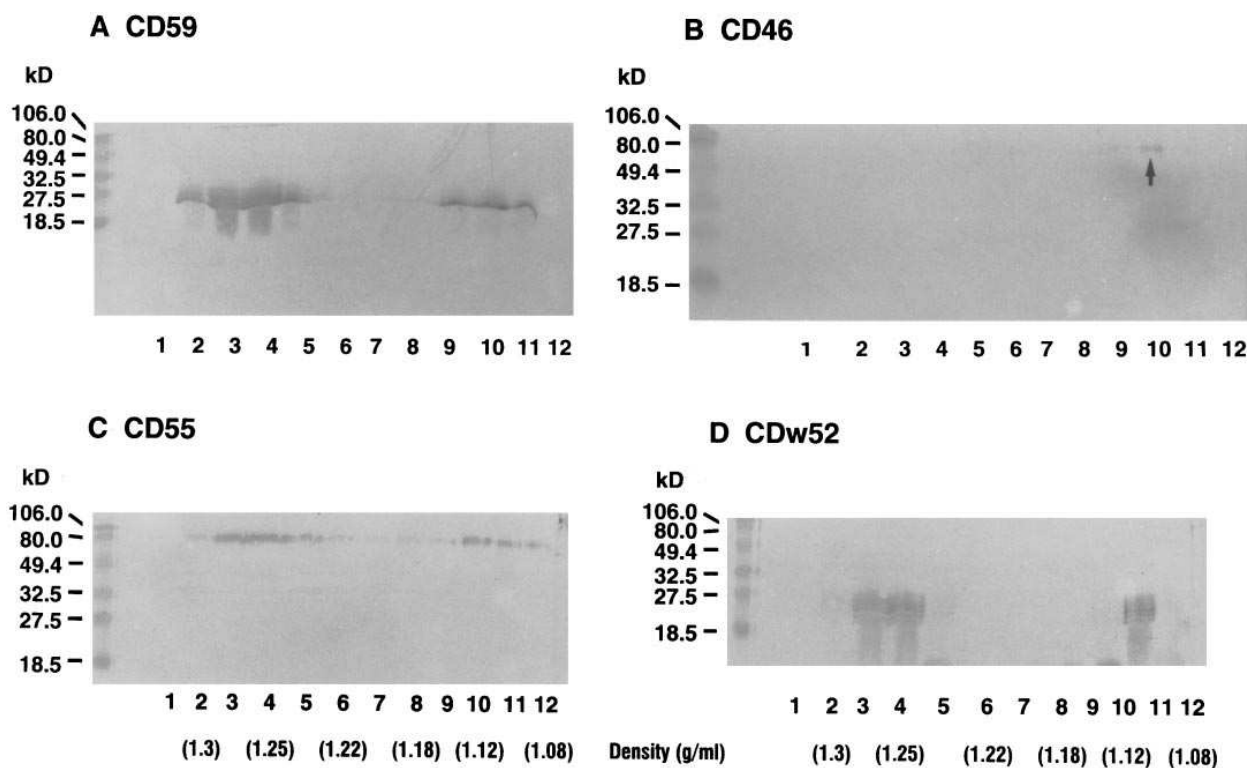 A CD59
kD
106.0
80.0
49.4
32.5
27.5
18.5
1 2 3 4 5 6 7 8 9 10 11 12
B CD46
kD
106.0
80.0
49.4
32.5
27.5
18.5
1 2 3 4 5 6 7 8 9 10 11 12
C CD55
kD
106.0
80.0
49.4
32.5
27.5
18.5
1 2 3 4 5 6 7 8 9 10 11 12
(1.3) (1.25) (1.22) (1.18) (1.12) (1.08)
D CDw52
kD
106.0
80.0
49.4
32.5
27.5
18.5
1 2 3 4 5 6 7 8 9 10 11 12
Density (g/ml) (1.3) (1.25) (1.22) (1.18) (1.12) (1.08)